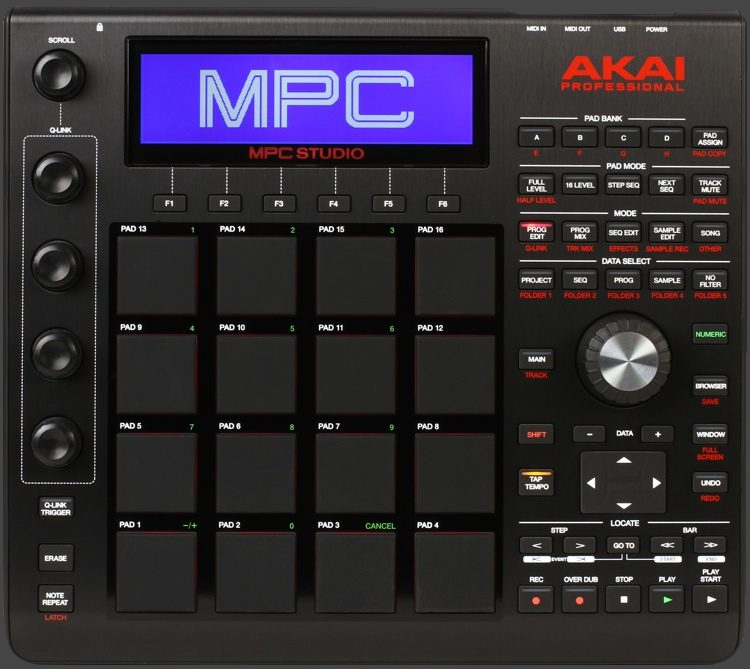 SCROLL
MIDI IN MIDI OUT USB POWER
MPC
AKAI
PROFESSIONAL
MPC STUDIO
Q-LINK
F1 F2 F3 F4 F5 F6
PAD BANK
A B C D PAD ASSIGN
E F G H PAD COPY
PAD MODE
FULL LEVEL 16 LEVEL STEP SEQ NEXT SEQ TRACK MUTE
HALF LEVEL PAD MUTE
MODE
PROG EDIT PROG MIX SEQ EDIT SAMPLE EDIT SONG
Q-LINK TRK MIX EFFECTS SAMPLE REC OTHER
DATA SELECT
PROJECT SEQ PROG SAMPLE NO FILTER
FOLDER 1 FOLDER 2 FOLDER 3 FOLDER 4 FOLDER 5
PAD 13 1 PAD 14 2 PAD 15 3 PAD 16
PAD 9 4 PAD 10 5 PAD 11 6 PAD 12
PAD 5 7 PAD 6 8 PAD 7 9 PAD 8
PAD 1 -/+ PAD 2 0 PAD 3 CANCEL PAD 4
NUMERIC
MAIN
TRACK
BROWSER
SAVE
SHIFT
- DATA +
WINDOW
FULL SCREEN
TAP TEMPO
UNDO
REDO
Q-LINK TRIGGER
ERASE
NOTE REPEAT
LATCH
LOCATE
STEP BAR
< > GO TO << >>
EVENT START END
REC OVER DUB STOP PLAY PLAY START